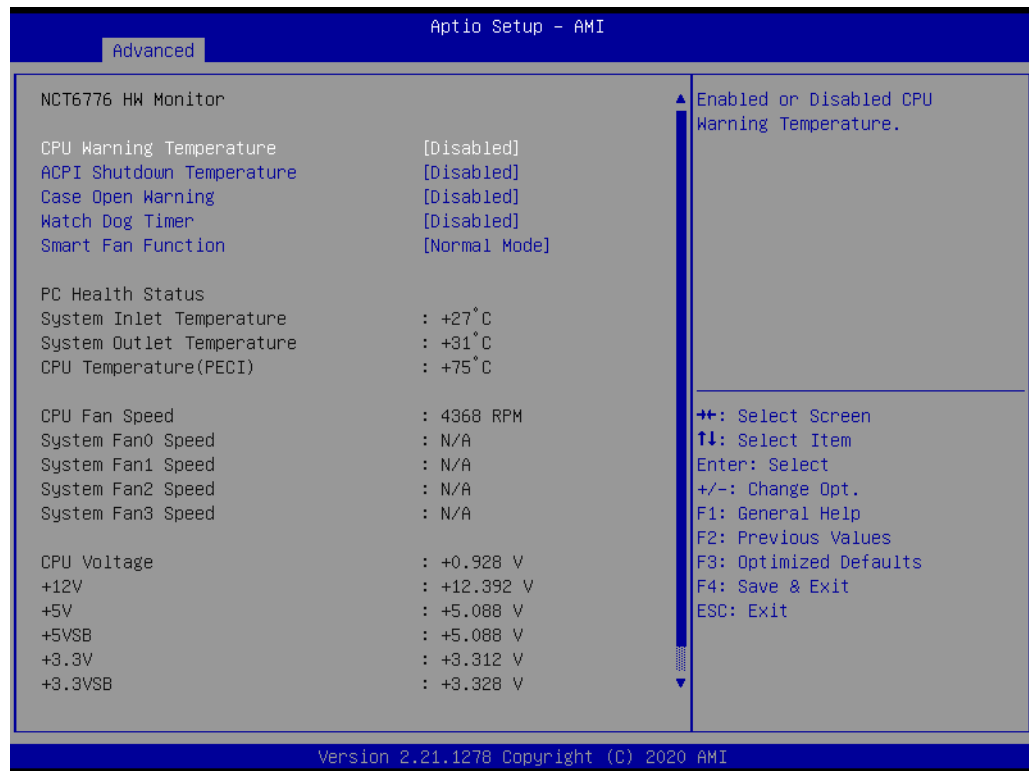 Aptio Setup – AMI
Advanced
NCT6776 HW Monitor
CPU Warning Temperature [Disabled]
ACPI Shutdown Temperature [Disabled]
Case Open Warning [Disabled]
Watch Dog Timer [Disabled]
Smart Fan Function [Normal Mode]
PC Health Status
System Inlet Temperature : +27°C
System Outlet Temperature : +31°C
CPU Temperature(PECI) : +75°C
CPU Fan Speed : 4368 RPM
System Fan0 Speed : N/A
System Fan1 Speed : N/A
System Fan2 Speed : N/A
System Fan3 Speed : N/A
CPU Voltage : +0.928 V
+12V : +12.392 V
+5V : +5.088 V
+5VSB : +5.088 V
+3.3V : +3.312 V
+3.3VSB : +3.328 V
Enabled or Disabled CPU
Warning Temperature.
→←: Select Screen
↑↓: Select Item
Enter: Select
+/-: Change Opt.
F1: General Help
F2: Previous Values
F3: Optimized Defaults
F4: Save & Exit
ESC: Exit
Version 2.21.1278 Copyright (C) 2020 AMI